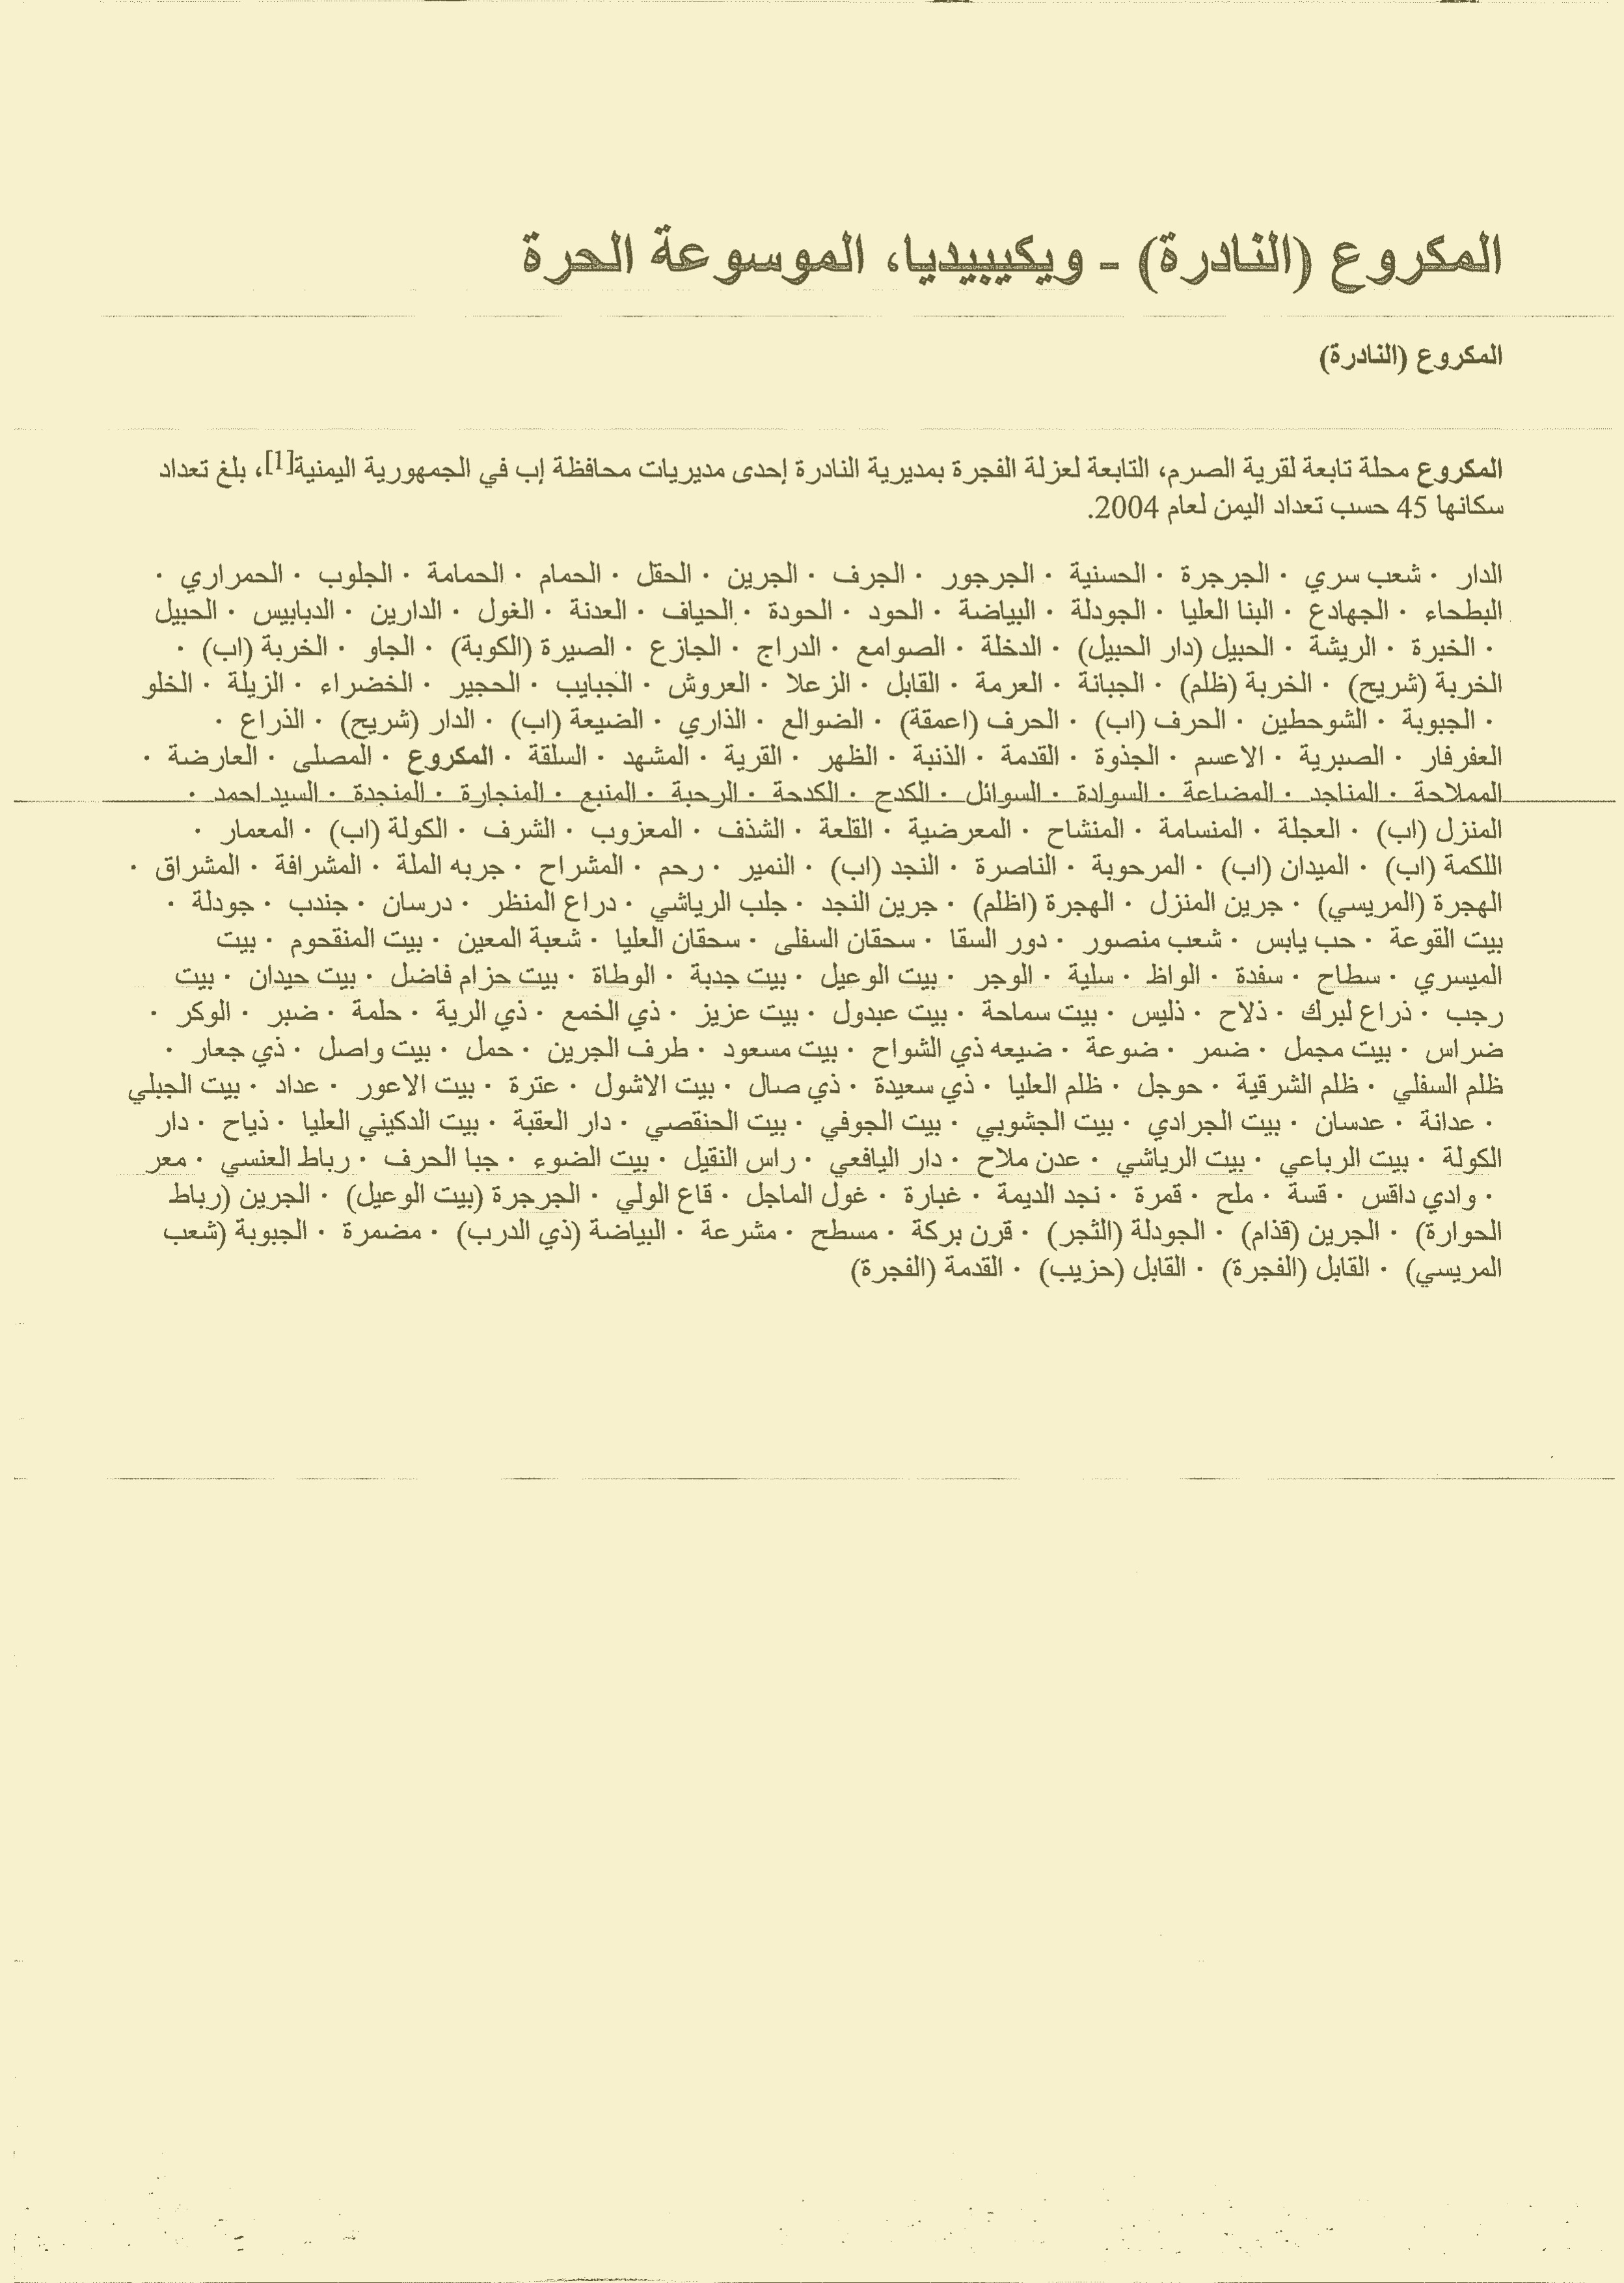 المكروع (النادرة) - ويكيبيديا، الموسوعة الحرة
المكروع (النادرة)
المكروع محلة تابعة لقرية الصرم، التابعة لعزلة الفجرة بمديرية النادرة إحدى مديريات محافظة إب في الجمهورية اليمنية[1]، بلغ تعداد
سكانها 45 حسب تعداد اليمن لعام 2004.
الدار · شعب سري · الجرجرة · الحسنية · الجرجور · الجرف · الجرين · الحقل · الحمام · الحمامة · الجلوب · الحمراري ·
البطحاء · الجهادع · البنا العليا · الجودلة · البياضة · الحود · الحودة · الحياف · العدنة · الغول · الدارين · الدبابيس · الحبيل
· الخبرة · الريشة · الحبيل (دار الحبيل) · الدخلة · الصوامع · الدراج · الجازع · الصيرة (الكوبة) · الجاو · الخربة (اب) ·
الخربة (شريح) · الخربة (ظلم) · الجبانة · العرمة · القابل · الزعلا · العروش · الجبايب · الحجير · الخضراء · الزيلة · الخلو
· الجبوبة · الشوحطين · الحرف (اب) · الحرف (اعمقة) · الضوالع · الذاري · الضيعة (اب) · الدار (شريح) · الذراع ·
العفرفار · الصبرية · الاعسم · الجذوة · القدمة · الذنبة · الظهر · القرية · المشهد · السلقة · المكروع · المصلى · العارضة ·
المملاحة · المناجد · المضاعة · السوادة · السوائل · الكدح · الكدحة · الرحبة · المنبع · المنجارة · المنجدة · السيد احمد ·
المنزل (اب) · العجلة · المنسامة · المنشاح · المعرضية · القلعة · الشذف · المعزوب · الشرف · الكولة (اب) · المعمار ·
اللكمة (اب) · الميدان (اب) · المرحوبة · الناصرة · النجد (اب) · النمير · رحم · المشراح · جربه الملة · المشرافة · المشراق ·
الهجرة (المريسي) · جرين المنزل · الهجرة (اظلم) · جرين النجد · جلب الرياشي · دراع المنظر · درسان · جندب · جودلة ·
بيت القوعة · حب يابس · شعب منصور · دور السقا · سحقان السفلى · سحقان العليا · شعبة المعين · بيت المنقحوم · بيت
الميسري · سطاح · سفدة · الواظ · سلية · الوجر · بيت الوعيل · بيت جدبة · الوطاة · بيت حزام فاضل · بيت حيدان · بيت
رجب · ذراع لبرك · ذلاح · ذليس · بيت سماحة · بيت عبدول · بيت عزيز · ذي الخمع · ذي الرية · حلمة · ضبر · الوكر ·
ضراس · بيت مجمل · ضمر · ضوعة · ضيعه ذي الشواح · بيت مسعود · طرف الجرين · حمل · بيت واصل · ذي جعار ·
ظلم السفلي · ظلم الشرقية · حوجل · ظلم العليا · ذي سعيدة · ذي صال · بيت الاشول · عترة · بيت الاعور · عداد · بيت الجبلي
· عدانة · عدسان · بيت الجرادي · بيت الجشوبي · بيت الجوفي · بيت الحنقصي · دار العقبة · بيت الدكيني العليا · ذياح · دار
الكولة · بيت الرباعي · بيت الرياشي · عدن ملاح · دار اليافعي · راس النقيل · بيت الضوء · جبا الحرف · رباط العنسي · معر
· وادي داقس · قسة · ملح · قمرة · نجد الديمة · غبارة · غول الماجل · قاع الولي · الجرجرة (بيت الوعيل) · الجرين (رباط
الحوارة) · الجرين (قذام) · الجودلة (الثجر) · قرن بركة · مسطح · مشرعة · البياضة (ذي الدرب) · مضمرة · الجبوبة (شعب
المريسي) · القابل (الفجرة) · القابل (حزيب) · القدمة (الفجرة)